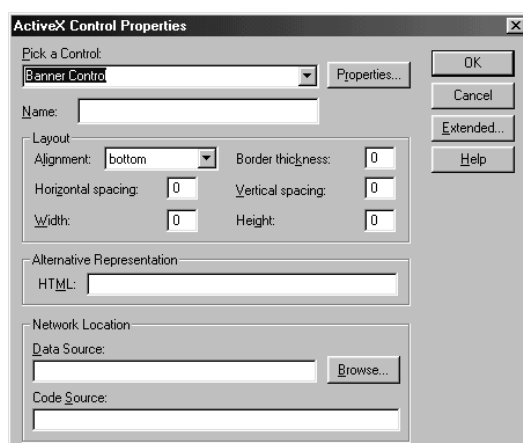 ActiveX Control Properties
Pick a Control:
Banner Control
Properties...
OK
Cancel
Extended...
Help
Name:
Layout
Alignment: bottom
Border thickness: 0
Horizontal spacing: 0
Vertical spacing: 0
Width: 0
Height: 0
Alternative Representation
HTML:
Network Location
Data Source:
Browse...
Code Source: